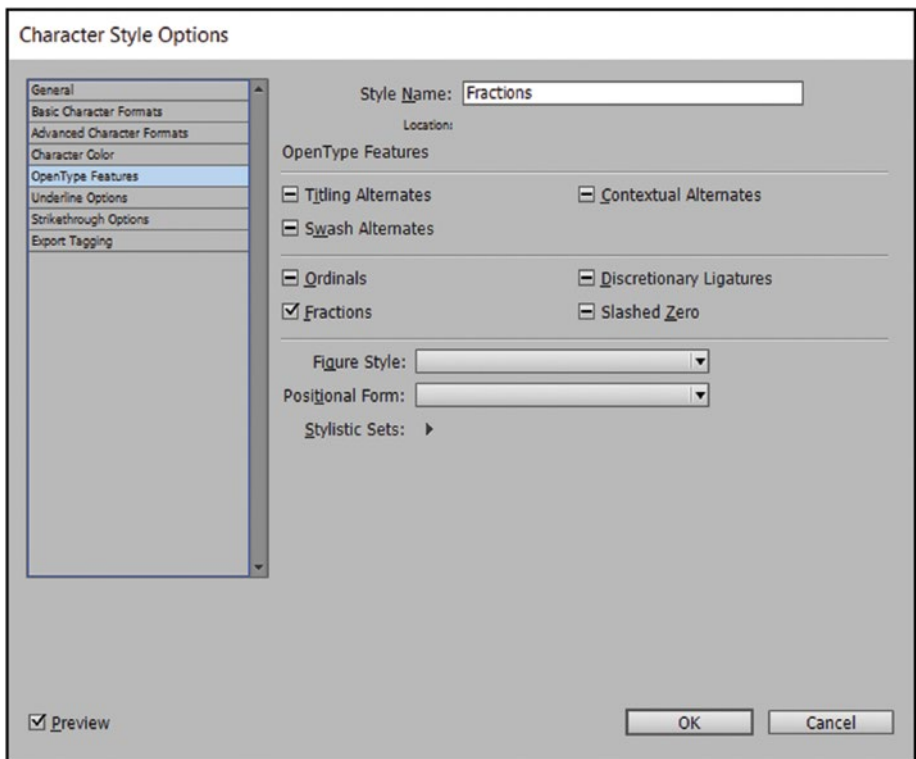 Character Style Options
General
Basic Character Formats
Advanced Character Formats
Character Color
OpenType Features
Underline Options
Strikethrough Options
Export Tagging
Style Name: Fractions
Location:
OpenType Features
Titling Alternates
Contextual Alternates
Swash Alternates
Ordinals
Discretionary Ligatures
Fractions
Slashed Zero
Figure Style:
Positional Form:
Stylistic Sets:
Preview
OK
Cancel